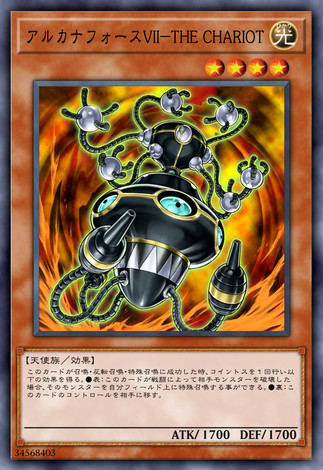 アルカナフォースⅦ-THE CHARIOT
光
【天使族/効果】
このカードが召喚・反転召喚・特殊召喚に成功した時、コイントスを1回行い以
下の効果を得る。●表:このカードが戦闘によって相手モンスターを破壊した
場合、そのモンスターを自分フィールド上に特殊召喚する事ができる。●裏:こ
のカードのコントロールを相手に移す。
ATK/ 1700 DEF/ 1700
34568403